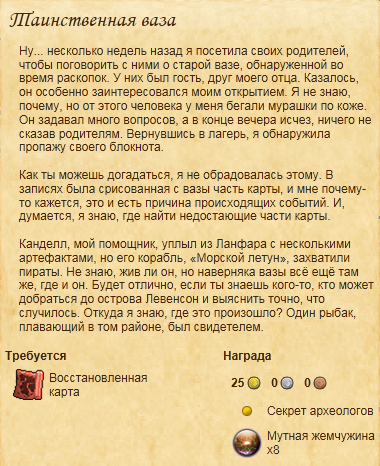 Таинственная ваза
Ну... несколько недель назад я посетила своих родителей,
чтобы поговорить с ними о старой вазе, обнаруженной во
время раскопок. У них был гость, друг моего отца. Казалось,
он особенно заинтересовался моим открытием. Я не знаю,
почему, но от этого человека у меня бегали мурашки по коже.
Он задавал много вопросов, а в конце вечера исчез, ничего не
сказав родителям. Вернувшись в лагерь, я обнаружила
пропажу своего блокнота.
Как ты можешь догадаться, я не обрадовалась этому. В
записях была срисованная с вазы часть карты, и мне почему-
то кажется, это и есть причина происходящих событий. И,
думается, я знаю, где найти недостающие части карты.
Канделл, мой помощник, уплыл из Ланфара с несколькими
артефактами, но его корабль, «Морской летун», захватили
пираты. Не знаю, жив ли он, но наверняка вазы всё ещё там
же, где и он. Будет отлично, если ты знаешь кого-то, кто может
добраться до острова Левенсон и выяснить точно, что
случилось. Откуда я знаю, где это произошло? Один рыбак,
плавающий в том районе, был свидетелем.
Требуется
Восстановленная
карта
Награда
25 0 0
Секрет археологов
Мутная жемчужина
x8